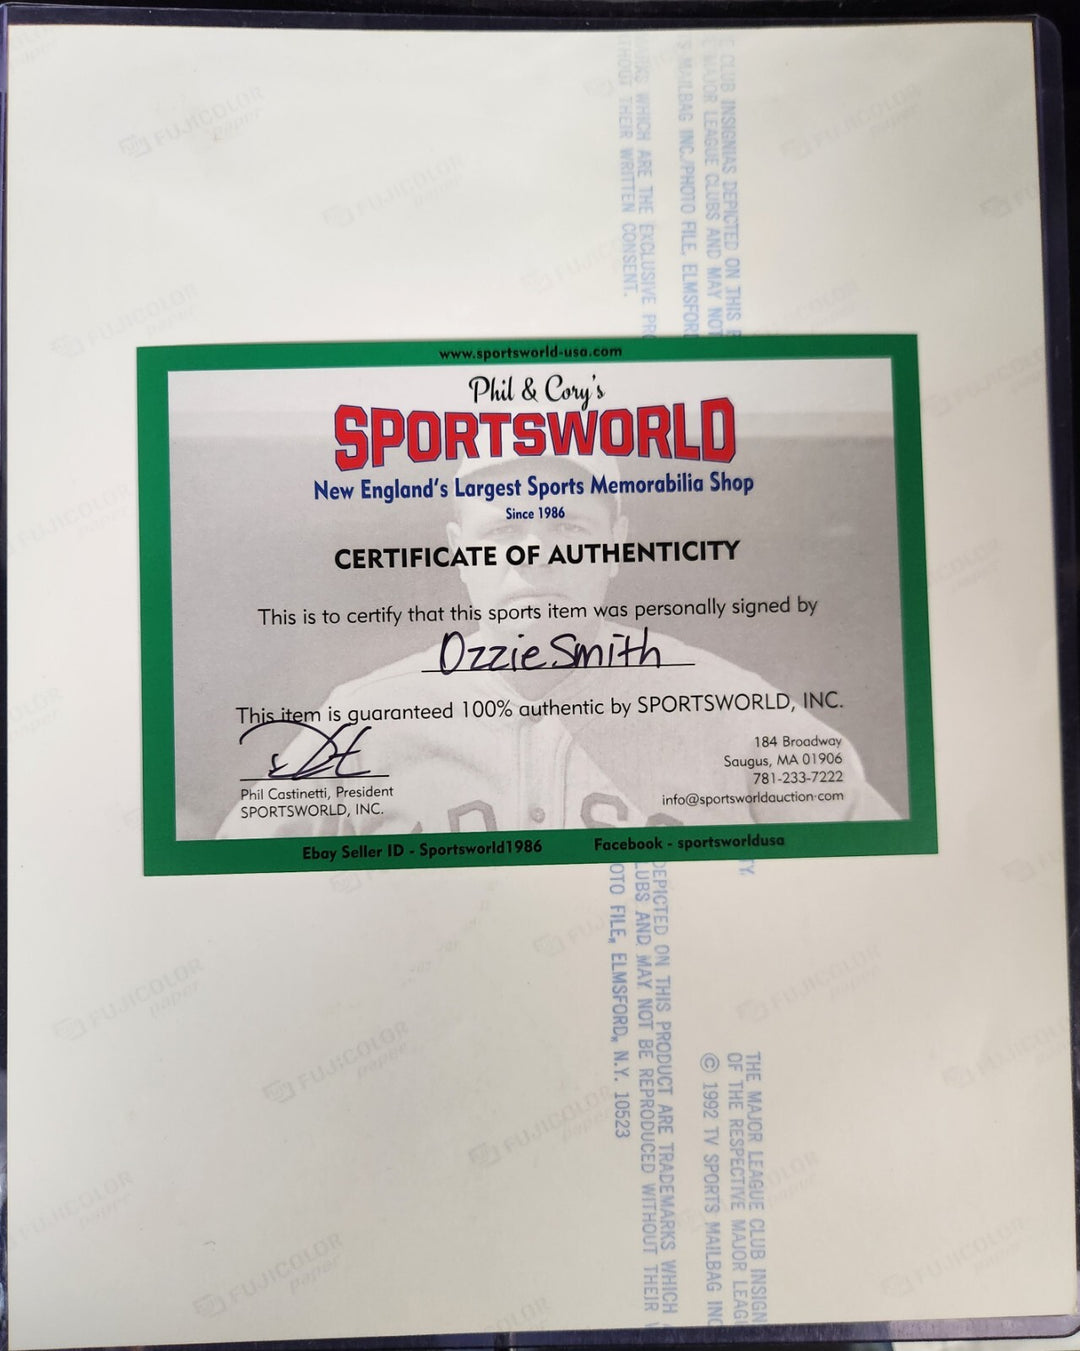 E CLUB INSIGNIAS DEPICTED ON THIS
MAJOR LEAGUE CLUBS AND MAY NOT
S MAILBAG INC./PHOTO FILE, ELMSFORD
WHICH ARE THE EXCLUSIVE
THEIR WRITTEN CONSENT.
FUJICOLOR
paper
www.sportsworld-usa.com
Phil & Cory's
SPORTSWORLD
New England's Largest Sports Memorabilia Shop
Since 1986
CERTIFICATE OF AUTHENTICITY
This is to certify that this sports item was personally signed by
Ozzie Smith
This item is guaranteed 100% authentic by SPORTSWORLD, INC.
184 Broadway
Saugus, MA 01906
781-233-7222
info@sportsworldauction.com
Phil Castinetti, President
SPORTSWORLD, INC.
Ebay Seller ID - Sportsworld1986
Facebook - sportsworldusa
DEPICTED ON THIS PRODUCT ARE TRADEMARKS WHICH
LUBS AND MAY NOT BE REPRODUCED WITHOUT THEIR
OTO FILE, ELMSFORD, N.Y. 10523
THE MAJOR LEAGUE CLUB INSIGN
OF THE RESPECTIVE MAJOR LEAG
© 1992 TV SPORTS MAILBAG INC